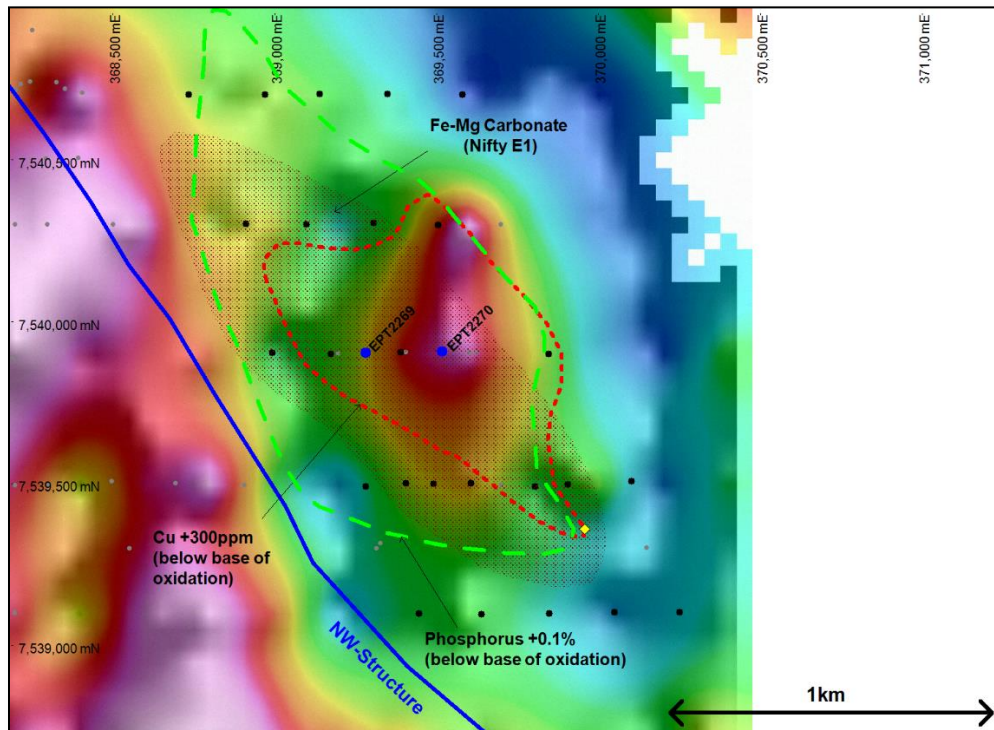 368,500 mE
369,000 mE
369,500 mE
370,000 mE
370,500 mE
371,000 mE
Fe-Mg Carbonate
(Nifty E1)
7,540,500 mN
7,540,000 mN
EPT2269
EPT2270
7,539,500 mN
Cu +300ppm
(below base of
oxidation)
Phosphorus +0.1%
(below base of oxidation)
7,539,000 mN
NW-Structure
1km